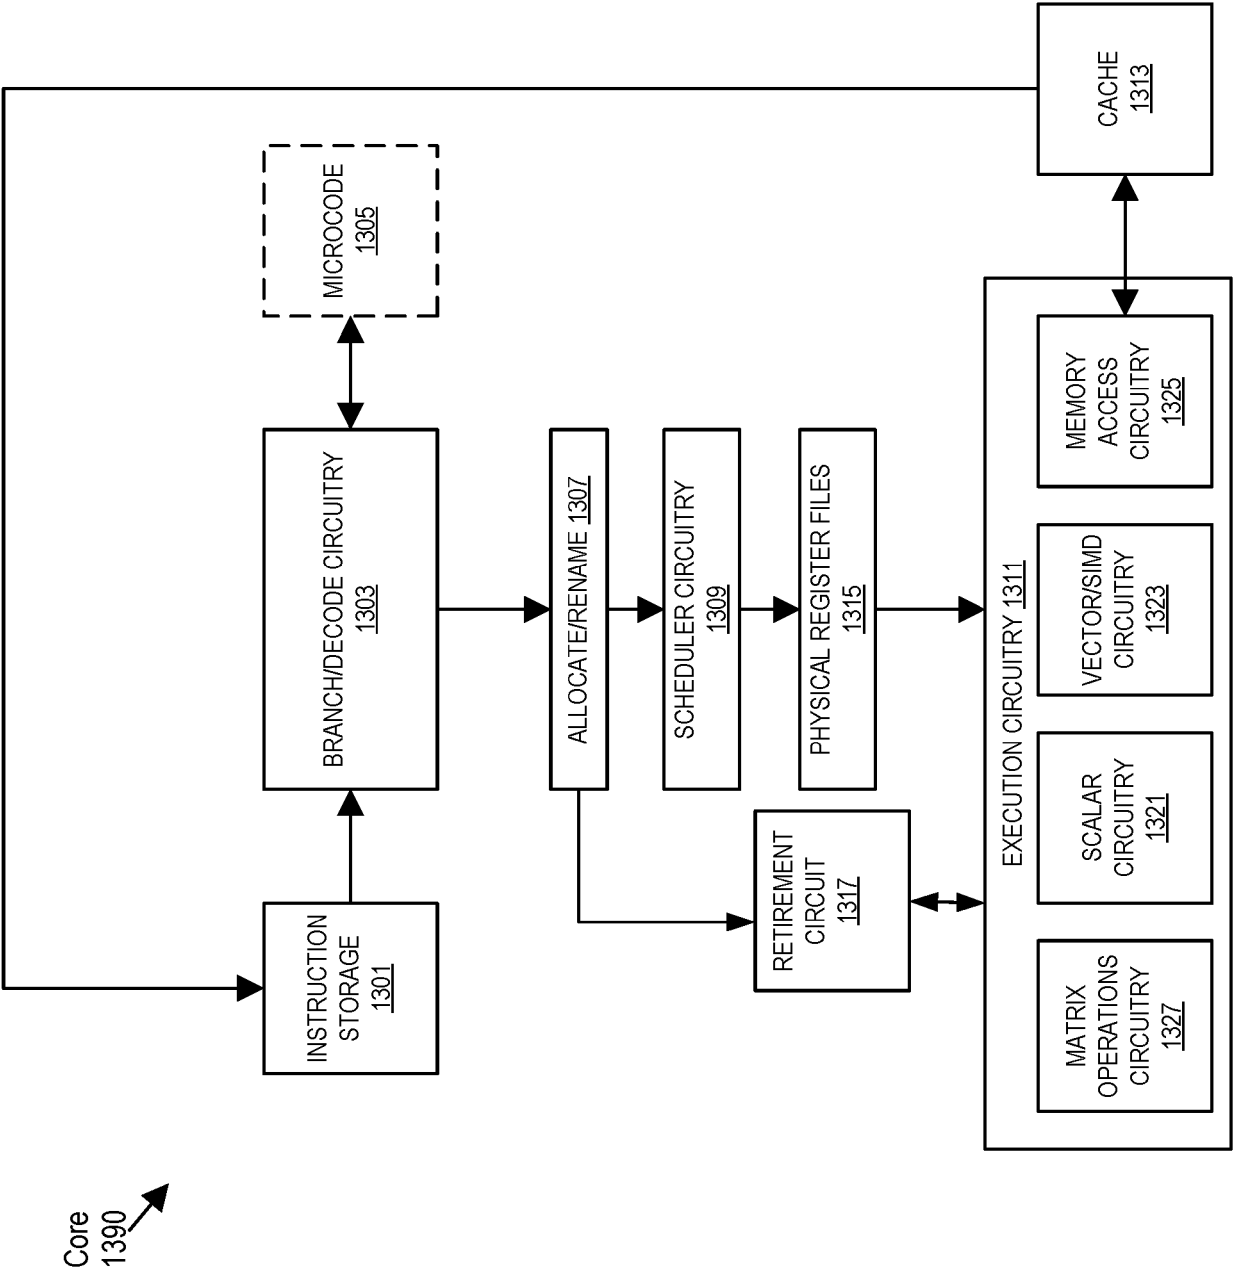 Core
1390
INSTRUCTION
STORAGE
1301
BRANCH/DECODE CIRCUITRY
1303
MICROCODE
1305
ALLOCATE/RENAME 1307
SCHEDULER CIRCUITRY
1309
PHYSICAL REGISTER FILES
1315
RETIREMENT
CIRCUIT
1317
EXECUTION CIRCUITRY 1311
MATRIX
OPERATIONS
CIRCUITRY
1327
SCALAR
CIRCUITRY
1321
VECTOR/SIMD
CIRCUITRY
1323
MEMORY
ACCESS
CIRCUITRY
1325
CACHE
1313